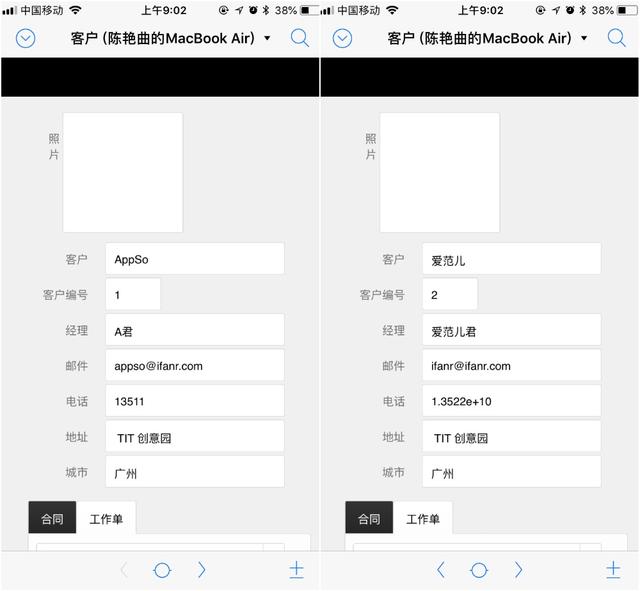 中国移动 上午9:02 38%
客户 (陈艳曲的MacBook Air)
照片
客户 AppSo
客户编号 1
经理 A君
邮件 appso@ifanr.com
电话 13511
地址 TIT 创意园
城市 广州
合同 工作单
中国移动 上午9:02 38%
客户 (陈艳曲的MacBook Air)
照片
客户 爱范儿
客户编号 2
经理 爱范儿君
邮件 ifanr@ifanr.com
电话 1.3522e+10
地址 TIT 创意园
城市 广州
合同 工作单